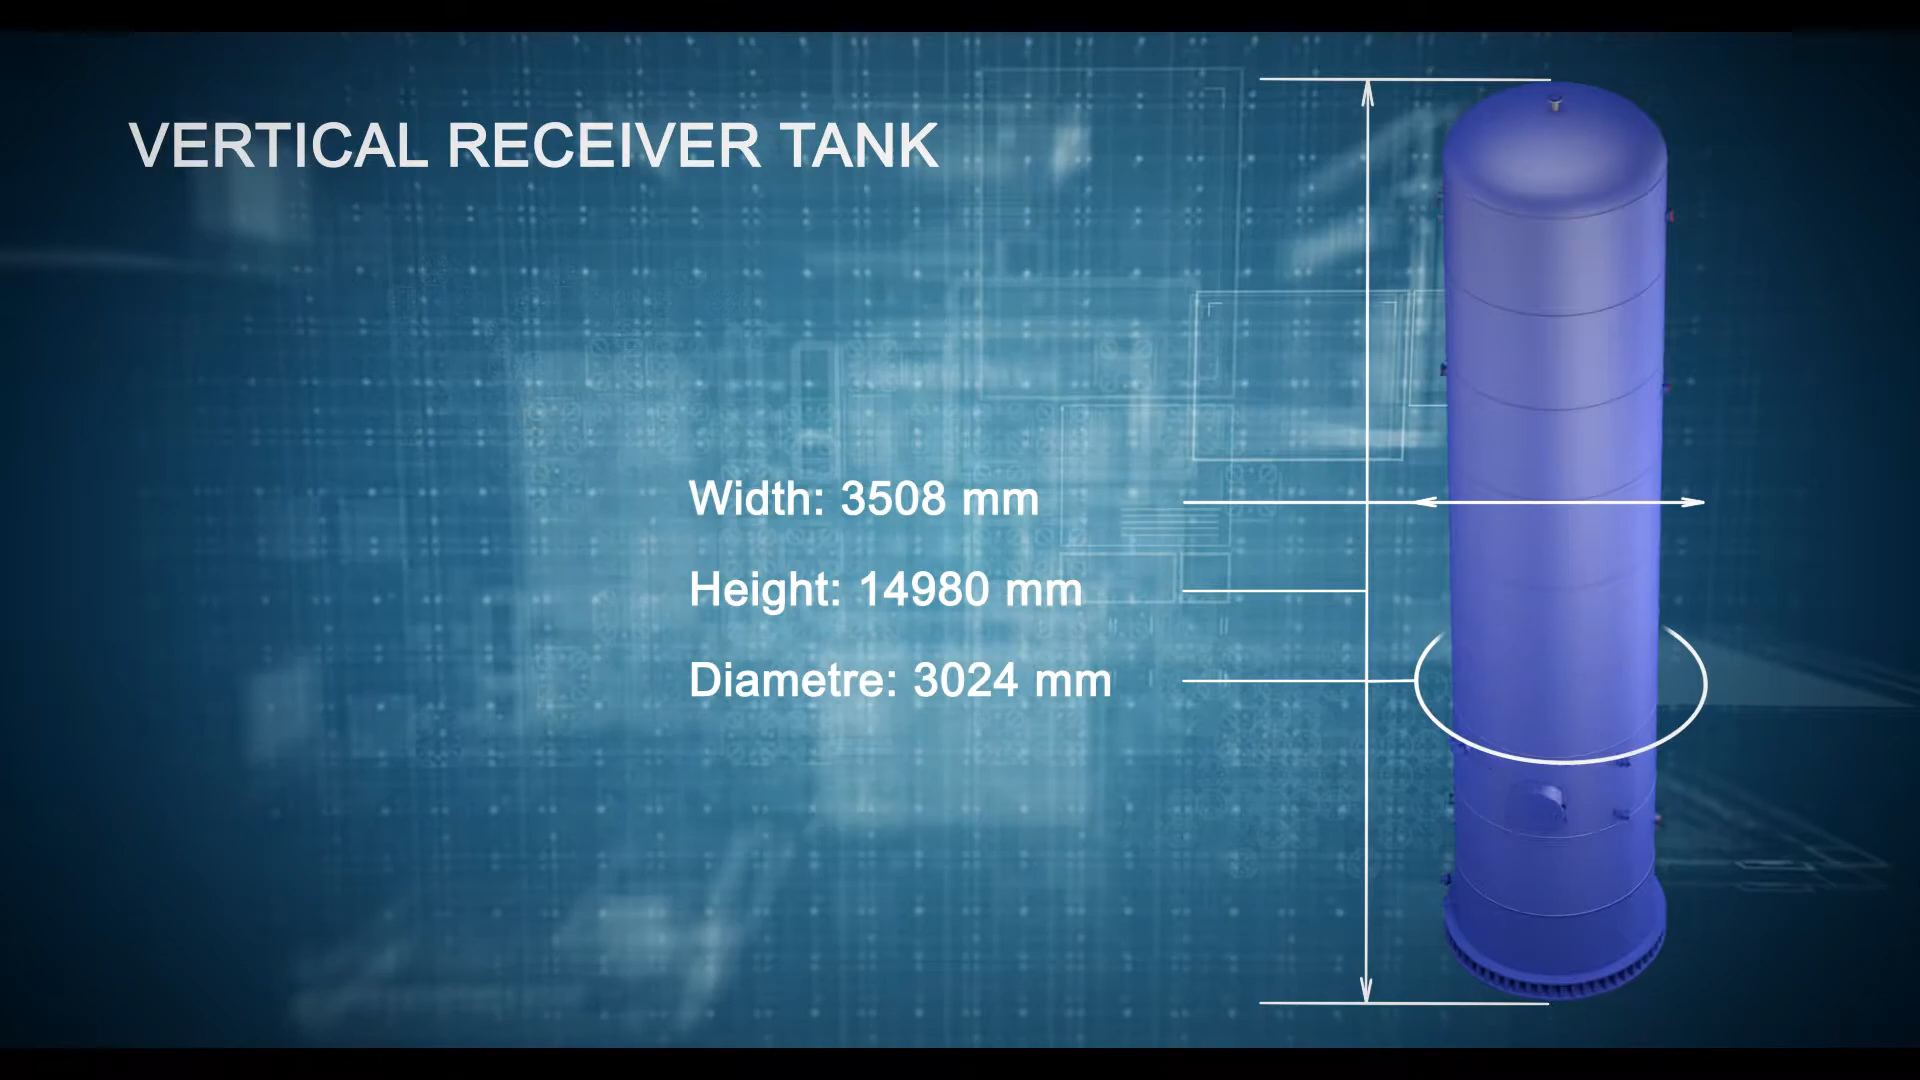 VERTICAL RECEIVER TANK
Width: 3508 mm
Height: 14980 mm
Diametre: 3024 mm